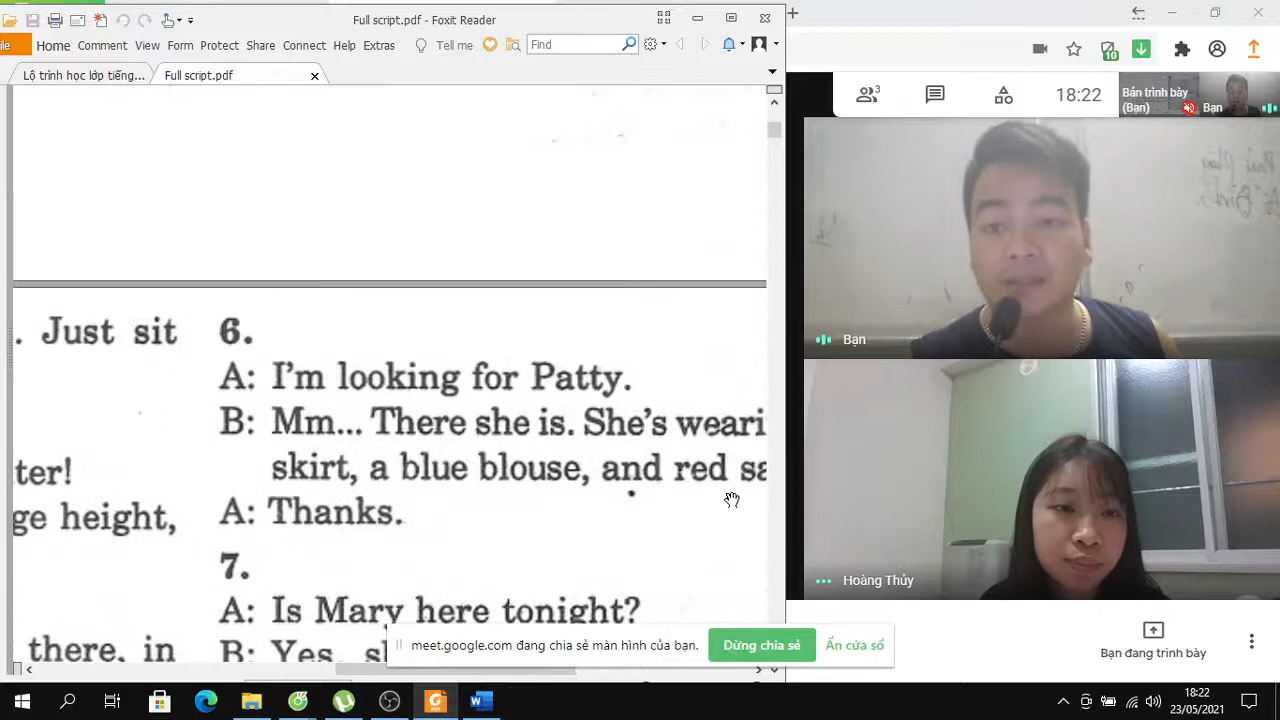 Full script.pdf - Foxit Reader
File
Home
Comment
View
Form
Protect
Share
Connect
Help
Extras
Tell me
Find
Lộ trình học lớp tiếng...
Full script.pdf
. Just sit
ter!
ge height,
there, in
6.
A: I'm looking for Patty.
B: Mm... There she is. She's weari
skirt, a blue blouse, and red sa
A: Thanks.
7.
A: Is Mary here tonight?
B: Yes, sh
meet.google.com đang chia sẻ màn hình của bạn.
Dừng chia sẻ
Ẩn cửa sổ
10
3
18:22
Bản trình bày
(Bạn)
Bạn
Bạn
Hoàng Thủy
Bạn đang trình bày
18:22
23/05/2021